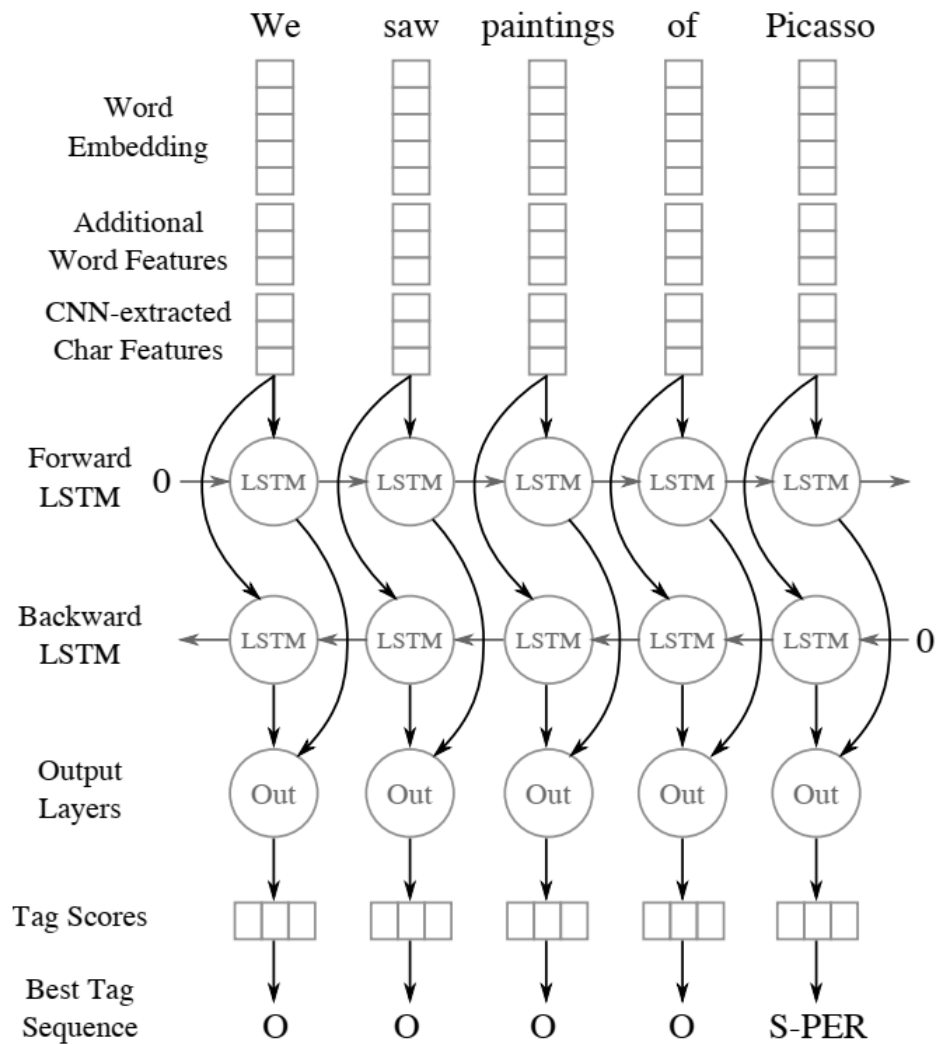 We saw paintings of Picasso
Word
Embedding
Additional
Word Features
CNN-extracted
Char Features
Forward
LSTM
0 LSTM LSTM LSTM LSTM LSTM
Backward
LSTM
LSTM LSTM LSTM LSTM LSTM 0
Output
Layers
Out Out Out Out Out
Tag Scores
Best Tag
Sequence
O O O O S-PER